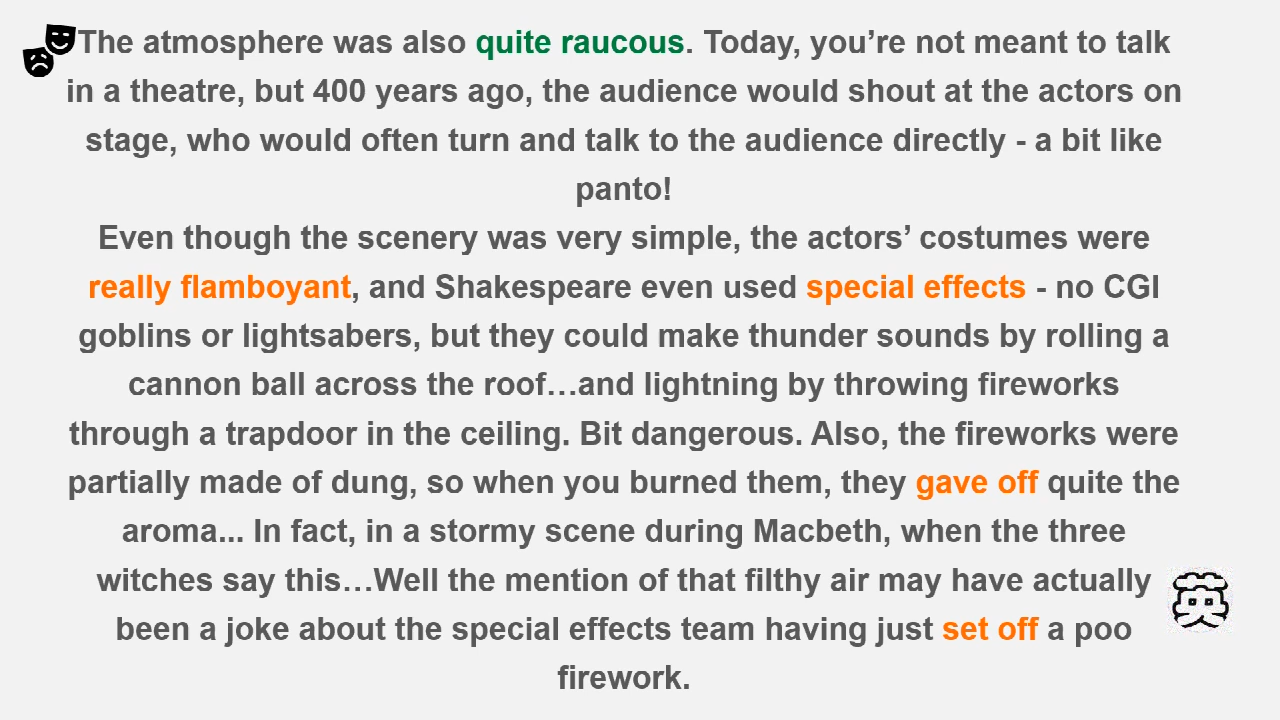 The atmosphere was also quite raucous. Today, you’re not meant to talk
in a theatre, but 400 years ago, the audience would shout at the actors on
stage, who would often turn and talk to the audience directly - a bit like
panto!
Even though the scenery was very simple, the actors’ costumes were
really flamboyant, and Shakespeare even used special effects - no CGI
goblins or lightsabers, but they could make thunder sounds by rolling a
cannon ball across the roof…and lightning by throwing fireworks
through a trapdoor in the ceiling. Bit dangerous. Also, the fireworks were
partially made of dung, so when you burned them, they gave off quite the
aroma... In fact, in a stormy scene during Macbeth, when the three
witches say this…Well the mention of that filthy air may have actually
been a joke about the special effects team having just set off a poo
firework.
英